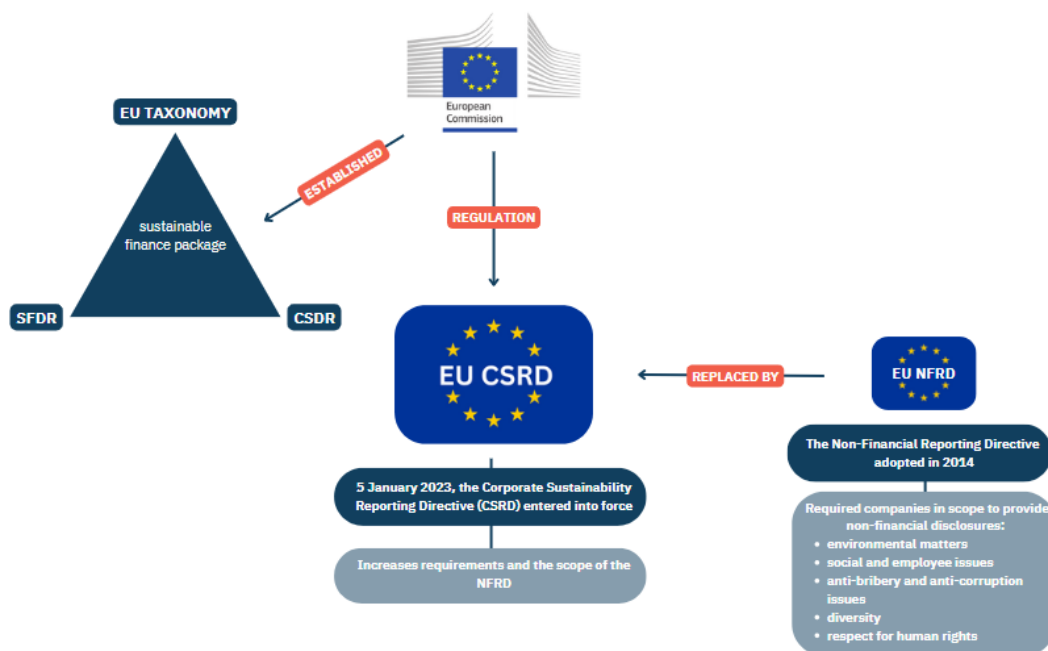 European
Commission
EU TAXONOMY
ESTABLISHED
sustainable
finance package
REGULATION
SFDR
CSDR
EU CSRD
REPLACED BY
EU NFRD
5 January 2023, the Corporate Sustainability
Reporting Directive (CSRD) entered into force
Increases requirements and the scope of the
NFRD
The Non-Financial Reporting Directive
adopted in 2014
Required companies in scope to provide
non-financial disclosures:
• environmental matters
• social and employee issues
• anti-bribery and anti-corruption
issues
• diversity
• respect for human rights